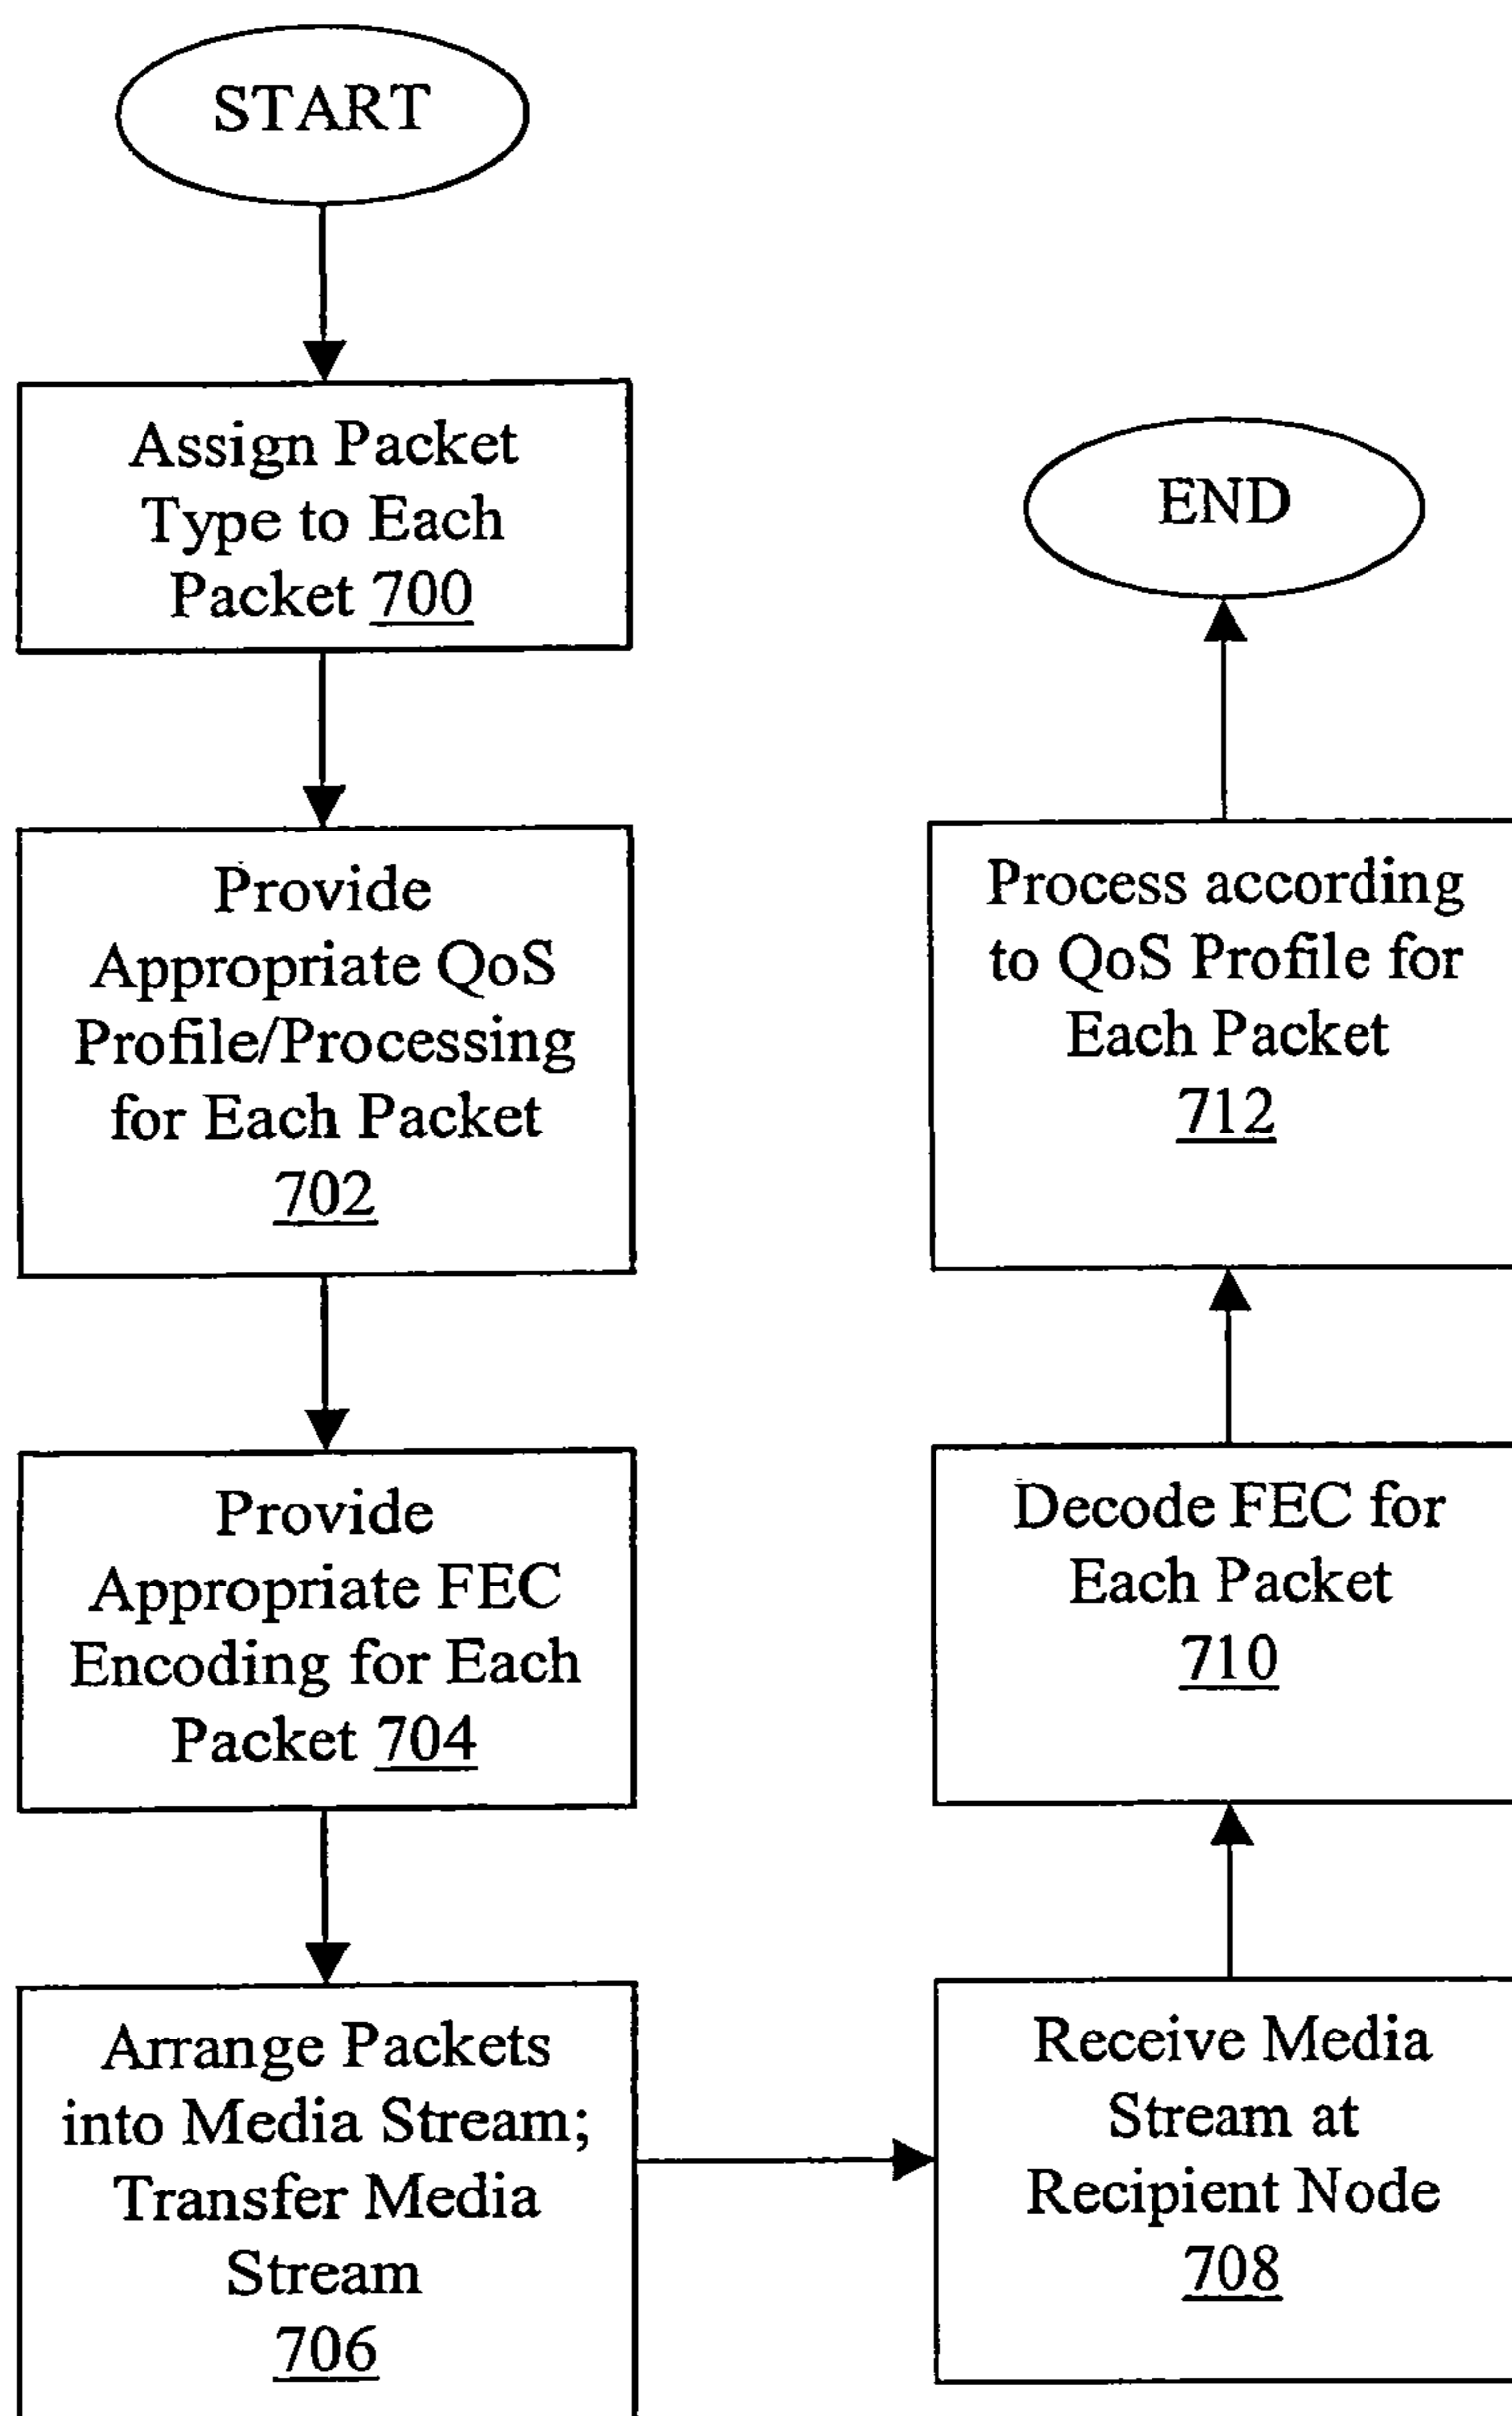 START
Assign Packet
Type to Each
Packet 700
Provide
Appropriate QoS
Profile/Processing
for Each Packet
702
Provide
Appropriate FEC
Encoding for Each
Packet 704
Arrange Packets
into Media Stream;
Transfer Media
Stream
706
Receive Media
Stream at
Recipient Node
708
Decode FEC for
Each Packet
710
Process according
to QoS Profile for
Each Packet
712
END